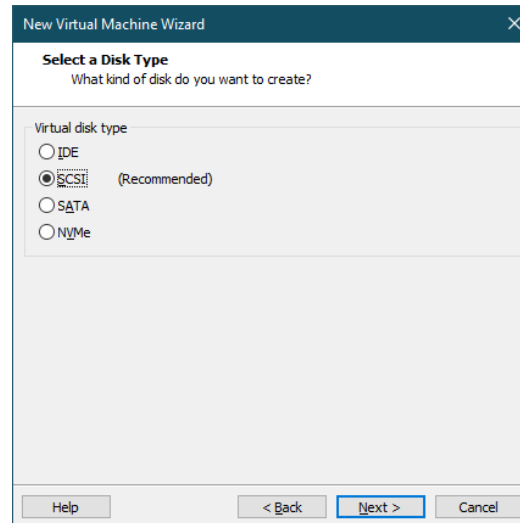 New Virtual Machine Wizard
Select a Disk Type
What kind of disk do you want to create?
Virtual disk type
IDE
SCSI (Recommended)
SATA
NVMe
Help < Back Next > Cancel